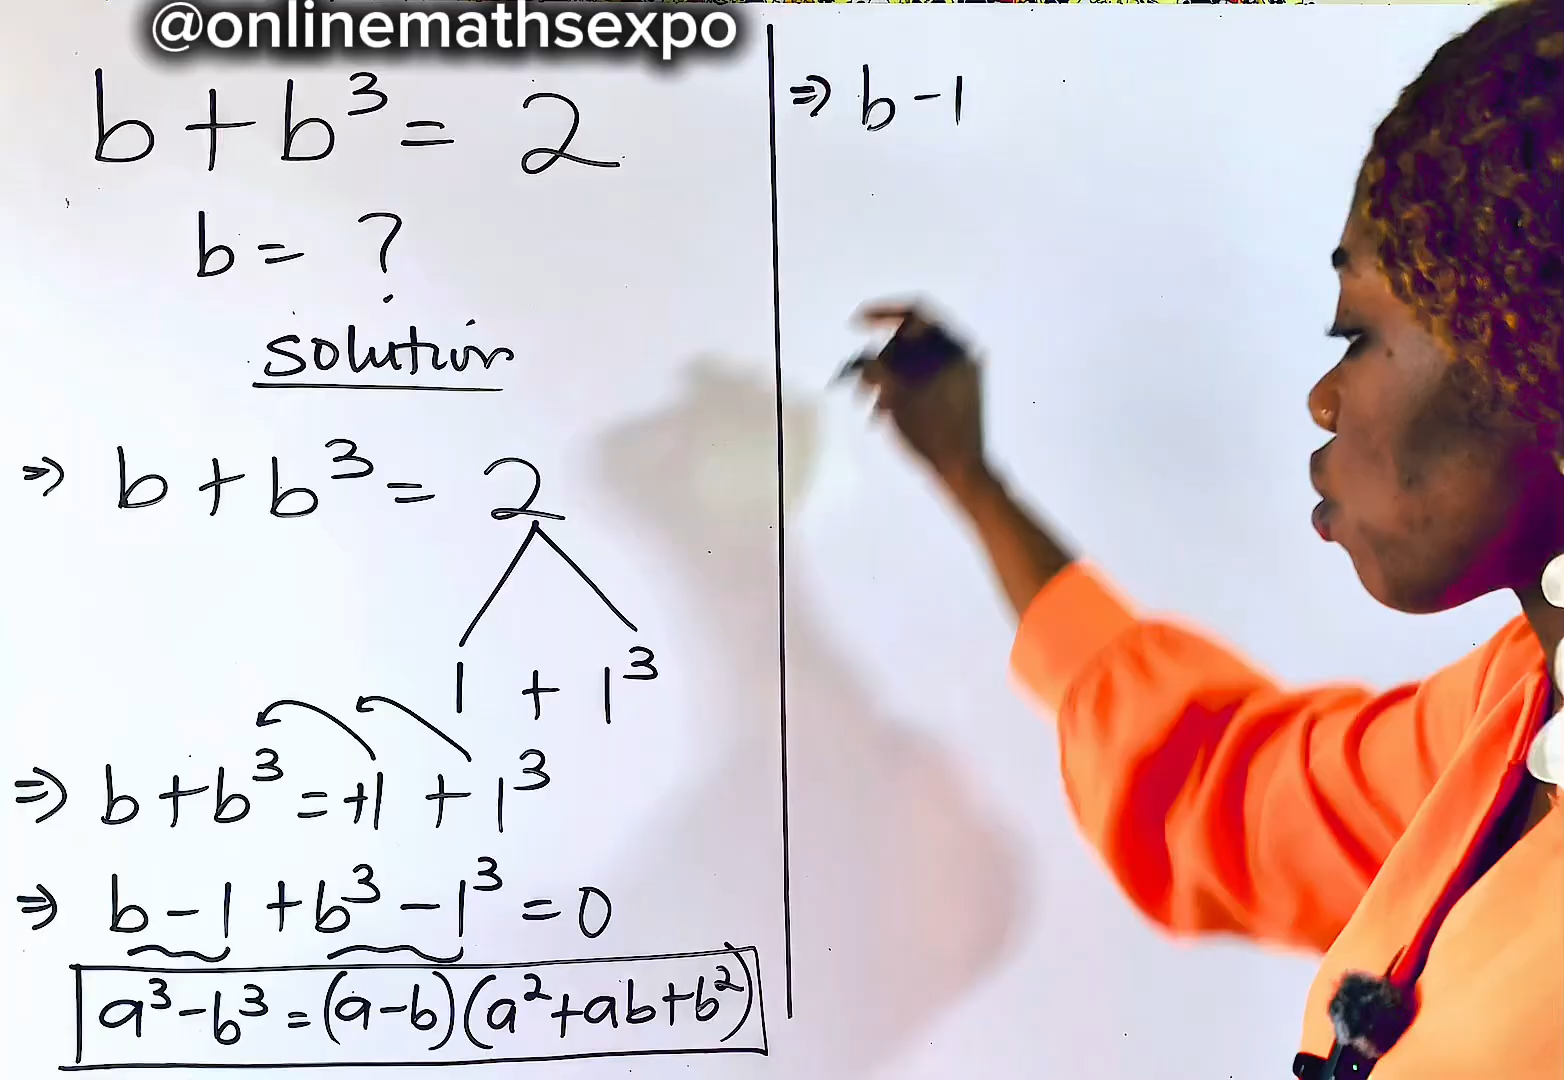 @onlinemathsexpo
b + b³ = 2
b = ?
solution
⇒ b + b³ = 2
1 + 1³
⇒ b + b³ = +1 + 1³
⇒ b - 1 + b³ - 1³ = 0
a³ - b³ = (a - b)(a² + ab + b²)
⇒ b - 1